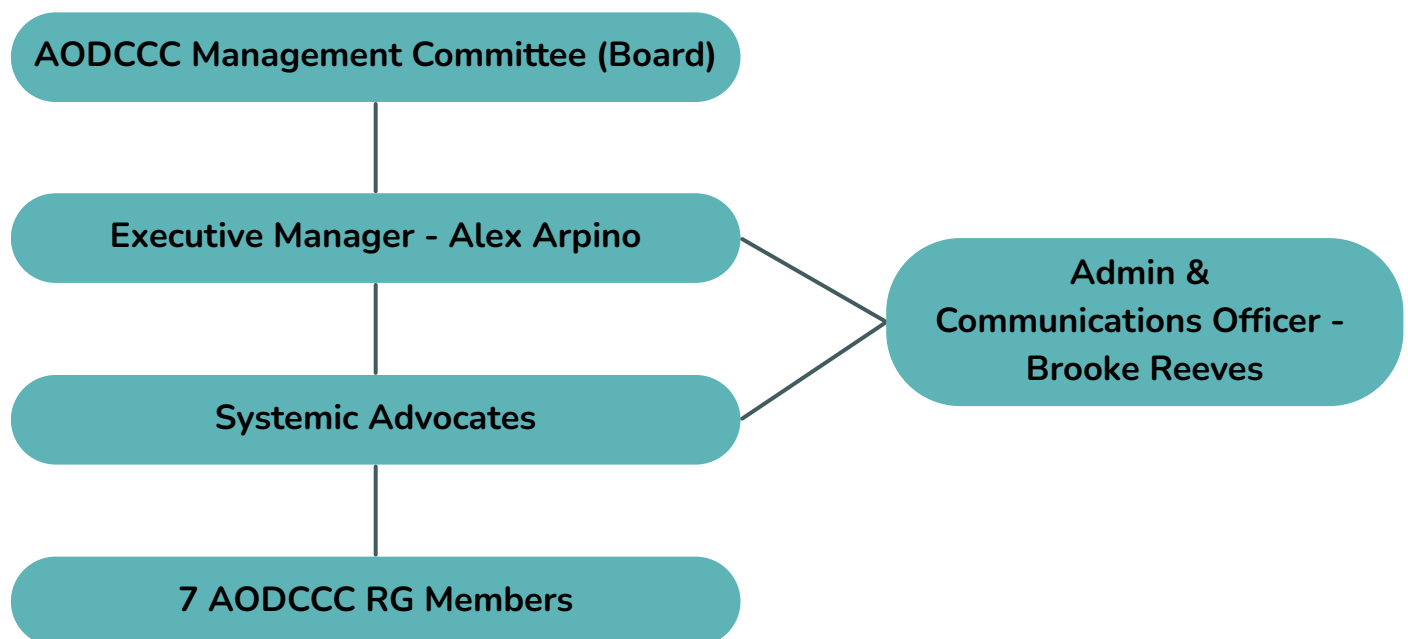 AODCCC Management Committee (Board)
Executive Manager - Alex Arpino
Admin &
Communications Officer -
Brooke Reeves
Systemic Advocates
7 AODCCC RG Members